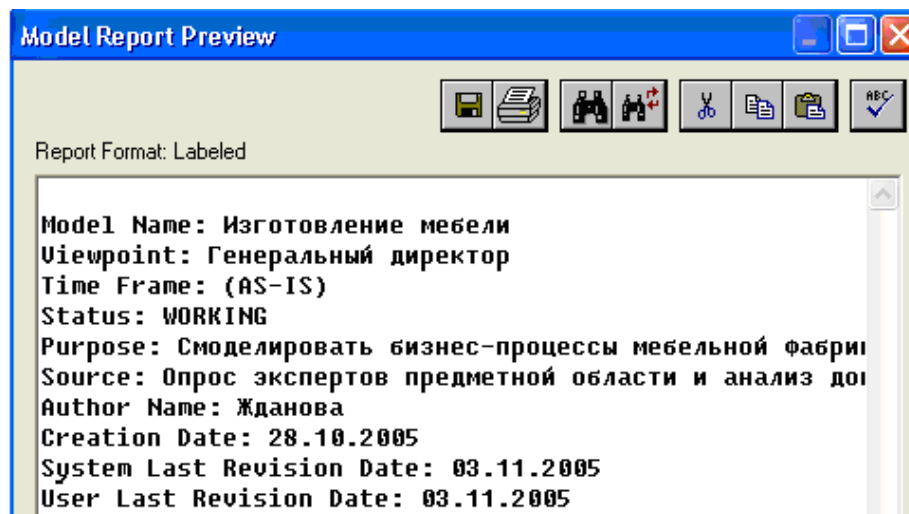 Model Report Preview
ABC
Report Format: Labeled
Model Name: Изготовление мебели
Viewpoint: Генеральный директор
Time Frame: (AS-IS)
Status: WORKING
Purpose: Смоделировать бизнес-процессы мебельной
Source: Опрос экспертов предметной области и анализ
Author Name: Жданова
Creation Date: 28.10.2005
System Last Revision Date: 03.11.2005
User Last Revision Date: 03.11.2005